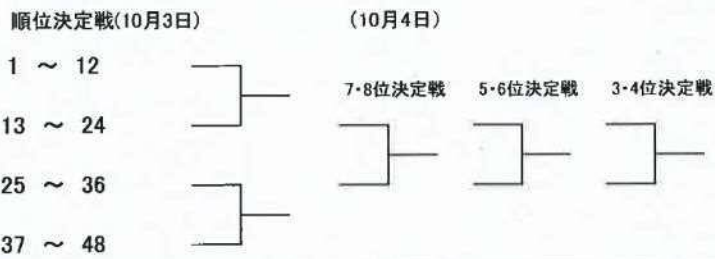 順位決定戦(10月3日)
(10月4日)
1 ～ 12
13 ～ 24
25 ～ 36
37 ～ 48
7・8位決定戦
5・6位決定戦
3・4位決定戦